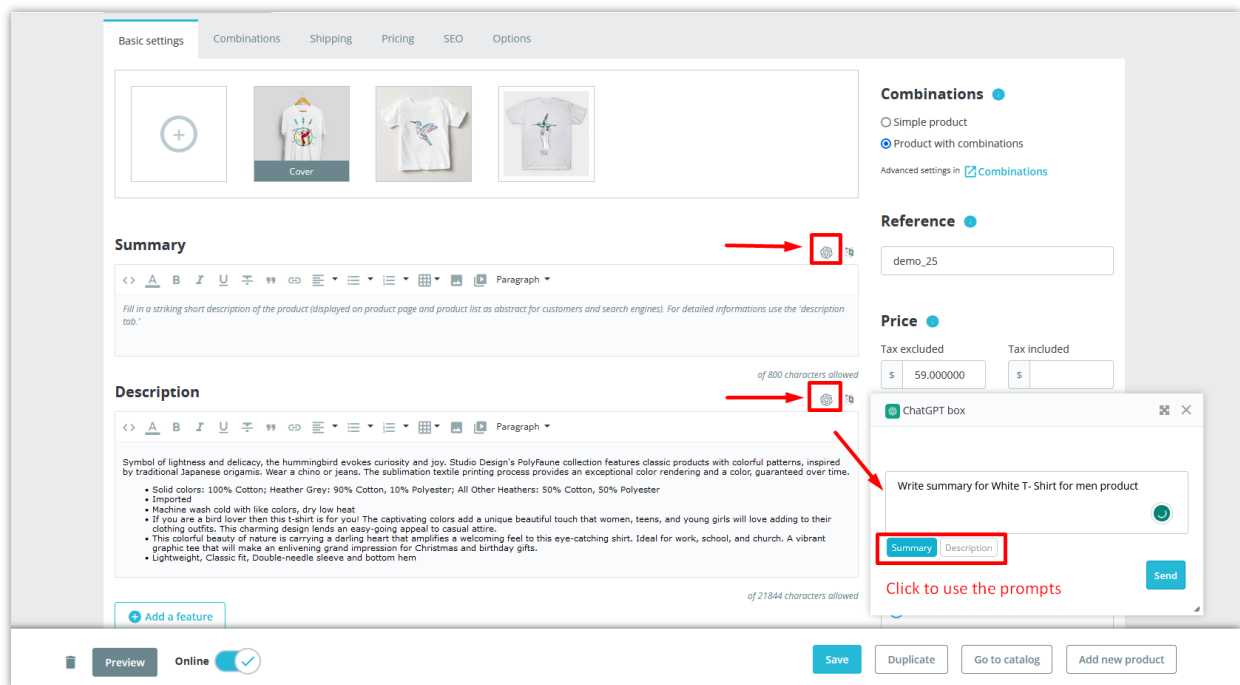 Basic settings
Combinations
Shipping
Pricing
SEO
Options
Cover
Combinations
Simple product
Product with combinations
Advanced settings in Combinations
Reference
demo_25
Summary
Paragraph
Fill in a striking short description of the product (displayed on product page and product list as abstract for customers and search engines). For detailed informations use the 'description
tab.'
of 800 characters allowed
Price
Tax excluded
Tax included
$ 59.000000
$
Description
Paragraph
Symbol of lightness and delicacy, the hummingbird evokes curiosity and joy. Studio Design's PolyFaune collection features classic products with colorful patterns, inspired
by traditional Japanese origamis. Wear a chino or jeans. The sublimation textile printing process provides an exceptional color rendering and a color, guaranteed over time.
• Solid colors: 100% Cotton; Heather Grey: 90% Cotton, 10% Polyester; All Other Heathers: 50% Cotton, 50% Polyester
• Imported
• Machine wash cold with like colors, dry low heat
• If you are a bird lover then this t-shirt is for you! The captivating colors add a unique beautiful touch that women, teens, and young girls will love adding to their
clothing outfits. This charming design lends an easy-going appeal to casual attire.
• This colorful beauty of nature is carrying a darling heart that amplifies a welcoming feel to this eye-catching shirt. Ideal for work, school, and church. A vibrant
graphic tee that will make an enlivening grand impression for Christmas and birthday gifts.
• Lightweight, Classic fit, Double-needle sleeve and bottom hem
of 21844 characters allowed
ChatGPT box
Write summary for White T- Shirt for men product
Summary
Description
Click to use the prompts
Send
Add a feature
Preview
Online
Save
Duplicate
Go to catalog
Add new product